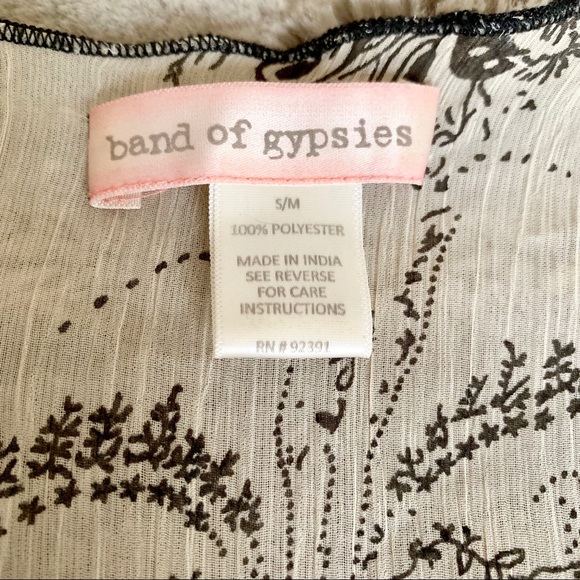 band of gypsies
S/M
100% POLYESTER
MADE IN INDIA
SEE REVERSE
FOR CARE
INSTRUCTIONS
RN # 92391